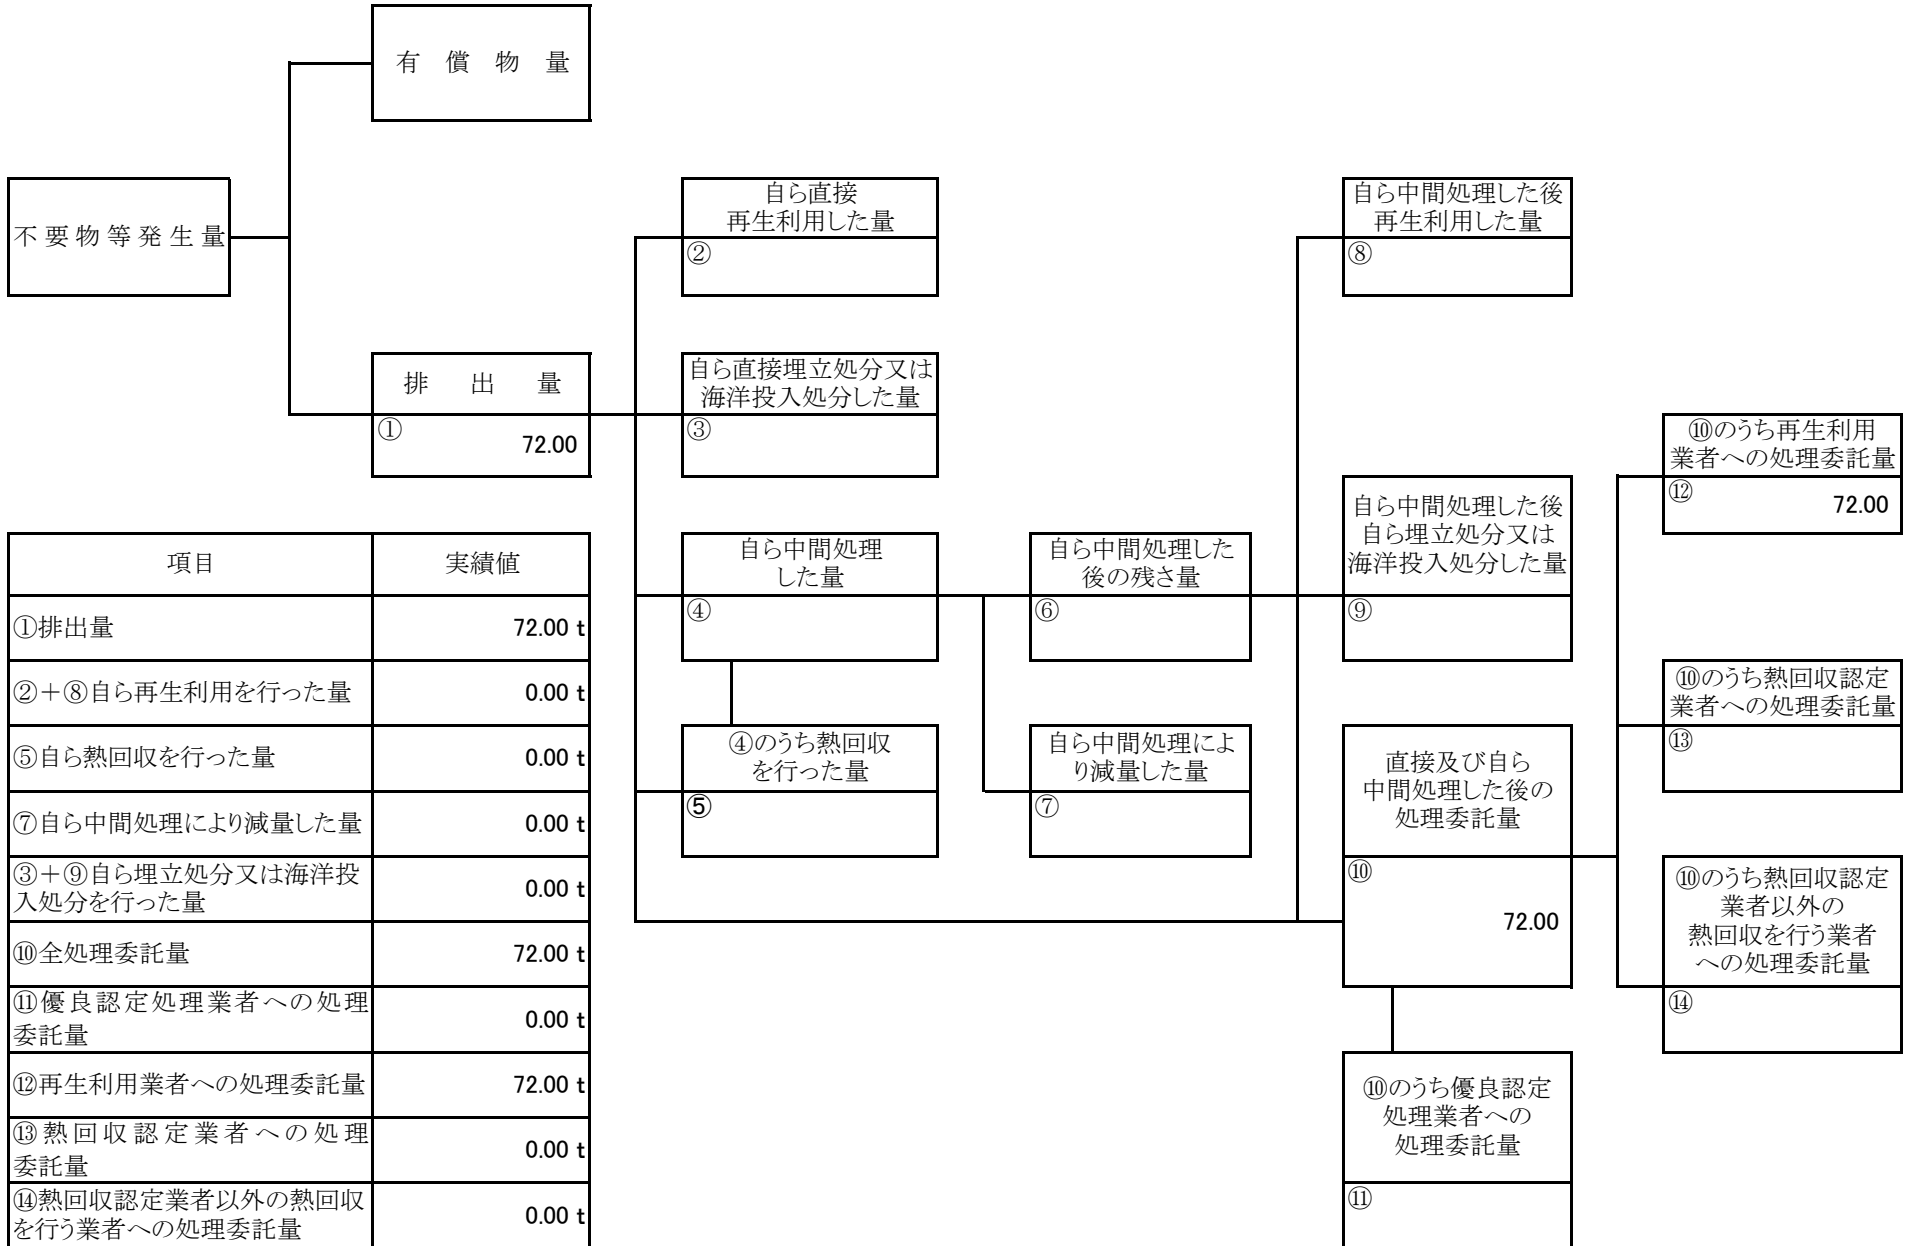 有償物量
不要物等発生量
排出量
①
72.00
自ら直接
再生利用した量
②
自ら直接埋立処分又は
海洋投入処分した量
③
自ら中間処理
した量
④
④のうち熱回収
を行った量
⑤
自ら中間処理した
後の残さ量
⑥
自ら中間処理によ
り減量した量
⑦
自ら中間処理した後
再生利用した量
⑧
自ら中間処理した後
自ら埋立処分又は
海洋投入処分した量
⑨
直接及び自ら
中間処理した後の
処理委託量
⑩
72.00
⑩のうち優良認定
処理業者への
処理委託量
⑪
⑩のうち再生利用
業者への処理委託量
⑫
72.00
⑩のうち熱回収認定
業者への処理委託量
⑬
⑩のうち熱回収認定
業者以外の
熱回収を行う業者
への処理委託量
⑭
項目 実績値
①排出量 72.00 t
②＋⑧自ら再生利用を行った量 0.00 t
⑤自ら熱回収を行った量 0.00 t
⑦自ら中間処理により減量した量 0.00 t
③＋⑨自ら埋立処分又は海洋投
入処分を行った量 0.00 t
⑩全処理委託量 72.00 t
⑪優良認定処理業者への処理
委託量 0.00 t
⑫再生利用業者への処理委託量 72.00 t
⑬熱回収認定業者への処理
委託量 0.00 t
⑭熱回収認定業者以外の熱回収
を行う業者への処理委託量 0.00 t